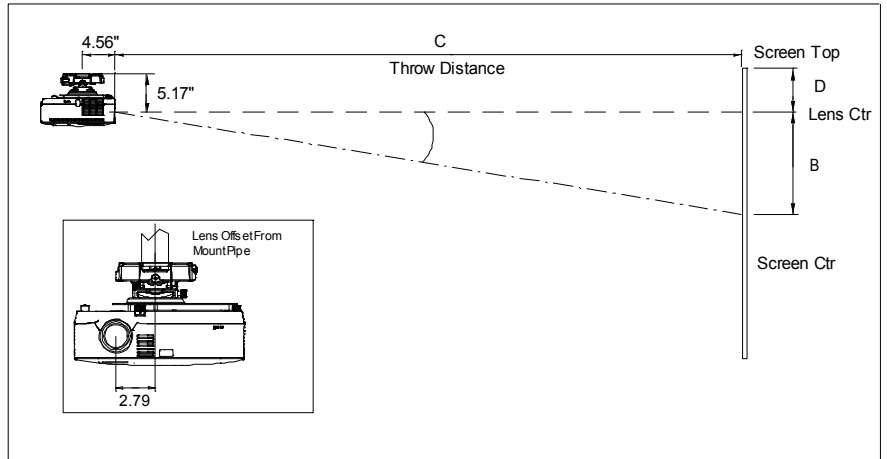 4.56"
C
Screen Top
Throw Distance
5.17"
D
Lens Ctr
B
Lens Offset From
Mount Pipe
Screen Ctr
2.79